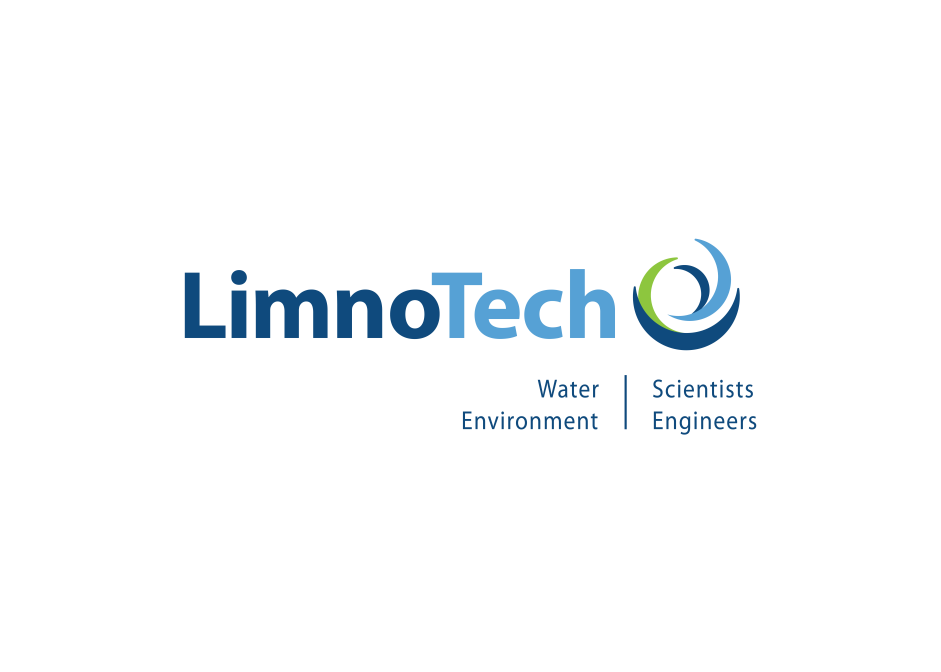 LimnoTech
Water | Scientists
Environment | Engineers